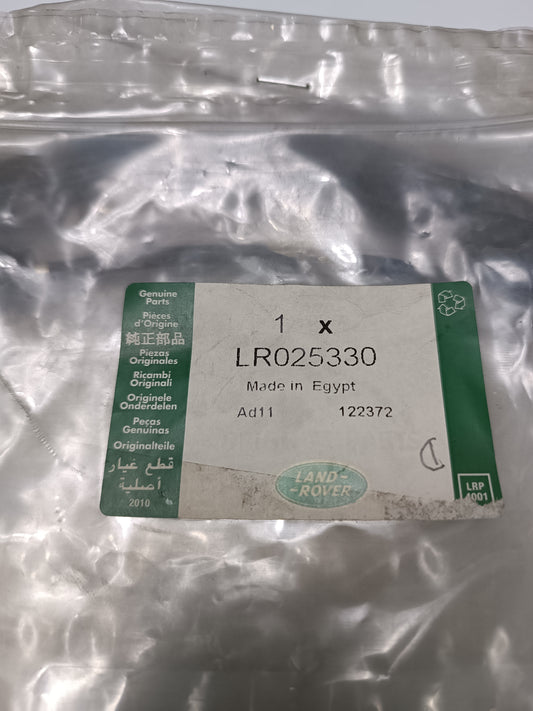 Genuine
Parts
Pièces
d'Origine
純正部品
Piezas
Originales
Ricambi
Originali
Originele
Onderdelen
Peças
Genuinas
Originalteile
قطع غيار
أصلية
2010
1 x
LR025330
Made in Egypt
Ad11 122372
LAND-
-ROVER
LRP
4001